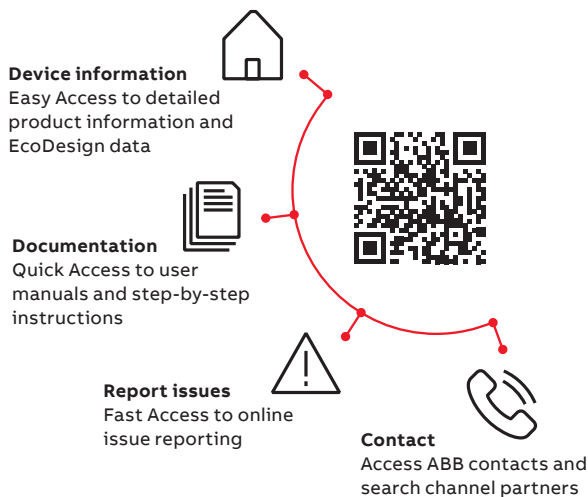 Device information
Easy Access to detailed
product information and
EcoDesign data
Documentation
Quick Access to user
manuals and step-by-step
instructions
Report issues
Fast Access to online
issue reporting
Contact
Access ABB contacts and
search channel partners